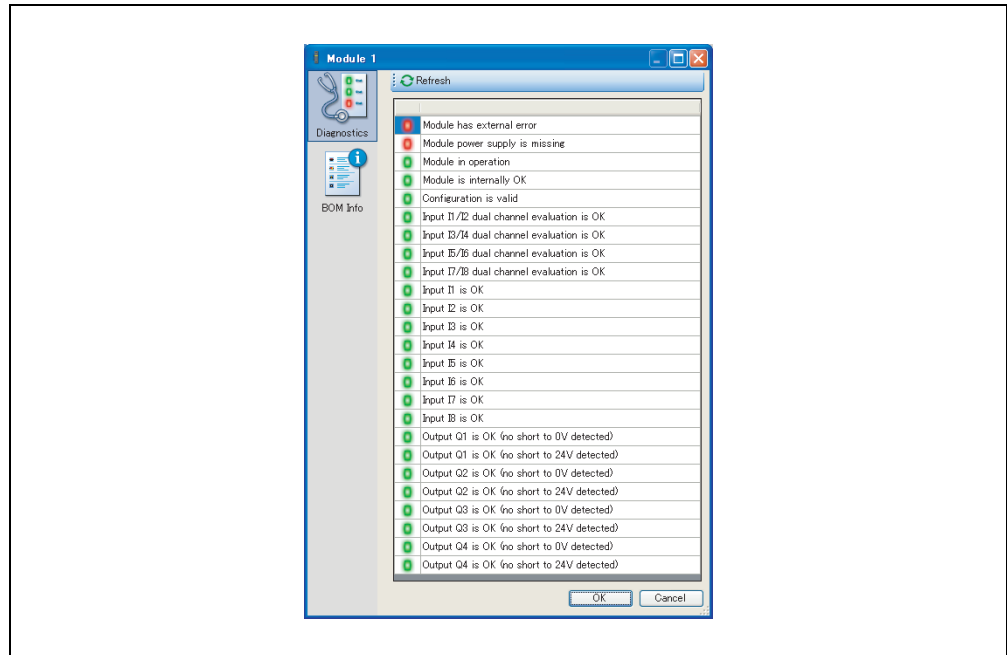 Module 1
Refresh
Diagnostics
BOM Info
Module has external error
Module power supply is missing
Module in operation
Module is internally OK
Configuration is valid
Input I1/I2 dual channel evaluation is OK
Input I3/I4 dual channel evaluation is OK
Input I5/I6 dual channel evaluation is OK
Input I7/I8 dual channel evaluation is OK
Input I1 is OK
Input I2 is OK
Input I3 is OK
Input I4 is OK
Input I5 is OK
Input I6 is OK
Input I7 is OK
Input I8 is OK
Output Q1 is OK (no short to 0V detected)
Output Q1 is OK (no short to 24V detected)
Output Q2 is OK (no short to 0V detected)
Output Q2 is OK (no short to 24V detected)
Output Q3 is OK (no short to 0V detected)
Output Q3 is OK (no short to 24V detected)
Output Q4 is OK (no short to 0V detected)
Output Q4 is OK (no short to 24V detected)
OK Cancel